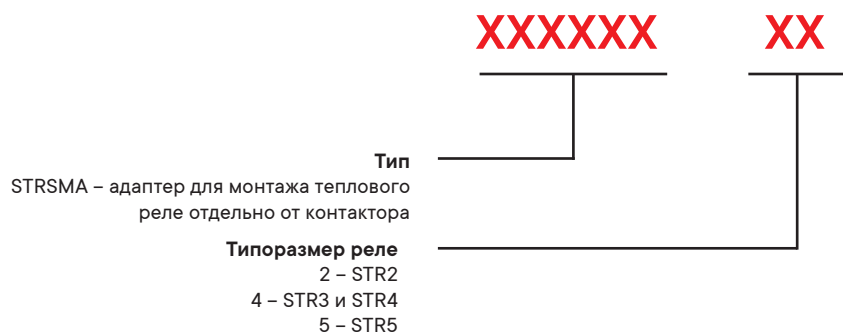 XXXXXX XX
Тип
STRSMA – адаптер для монтажа теплового
реле отдельно от контактора
Типоразмер реле
2 – STR2
4 – STR3 и STR4
5 – STR5